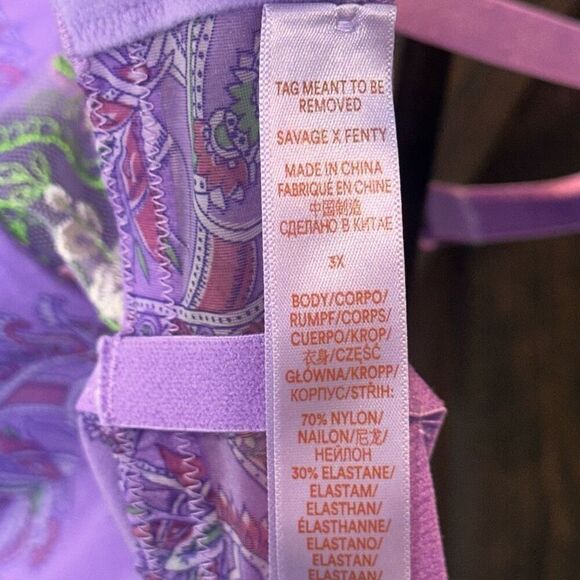 TAG MEANT TO BE
REMOVED
SAVAGE X FENTY
MADE IN CHINA
FABRIQUÉ EN CHINE
中国制造
СДЕЛАНО В КИТАЕ
3X
BODY/CORPO/
RUMPF/CORPS/
CUERPO/KROP/
衣身/CZĘŚĆ
GŁÓWNA/KROPP/
КОРПУС/STŘIH:
70% NYLON/
NAILON/尼龙/
НЕЙЛОН
30% ELASTANE/
ELASTAM/
ELASTHAN/
ÉLASTHANNE/
ELASTANO/
ELASTAN/
ELASTAAN/